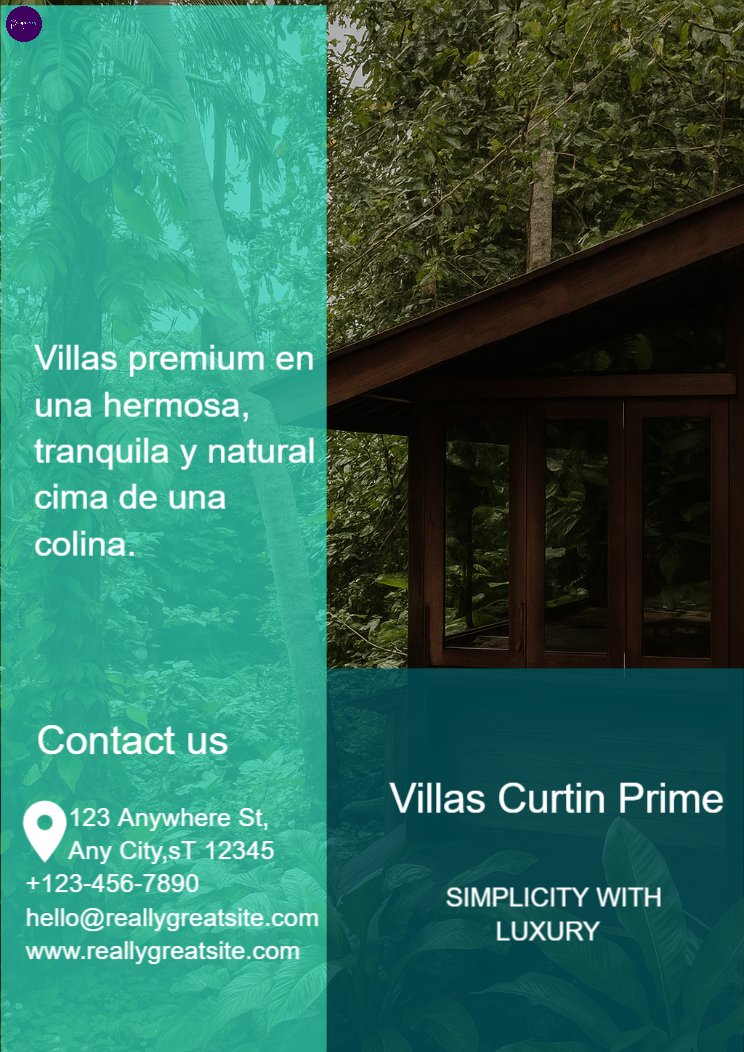 Villas premium en
una hermosa,
tranquila y natural
cima de una
colina.
Contact us
123 Anywhere St,
Any City,sT 12345
+123-456-7890
hello@reallygreatsite.com
www.reallygreatsite.com
Villas Curtin Prime
SIMPLICITY WITH
LUXURY